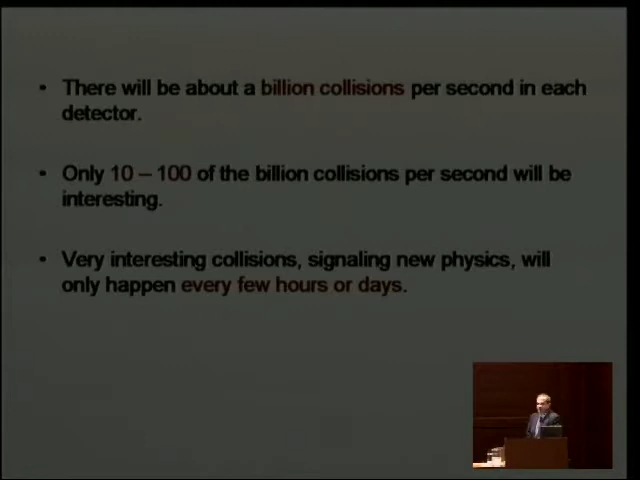 • There will be about a billion collisions per second in each
detector.
• Only 10 – 100 of the billion collisions per second will be
interesting.
• Very interesting collisions, signaling new physics, will
only happen every few hours or days.